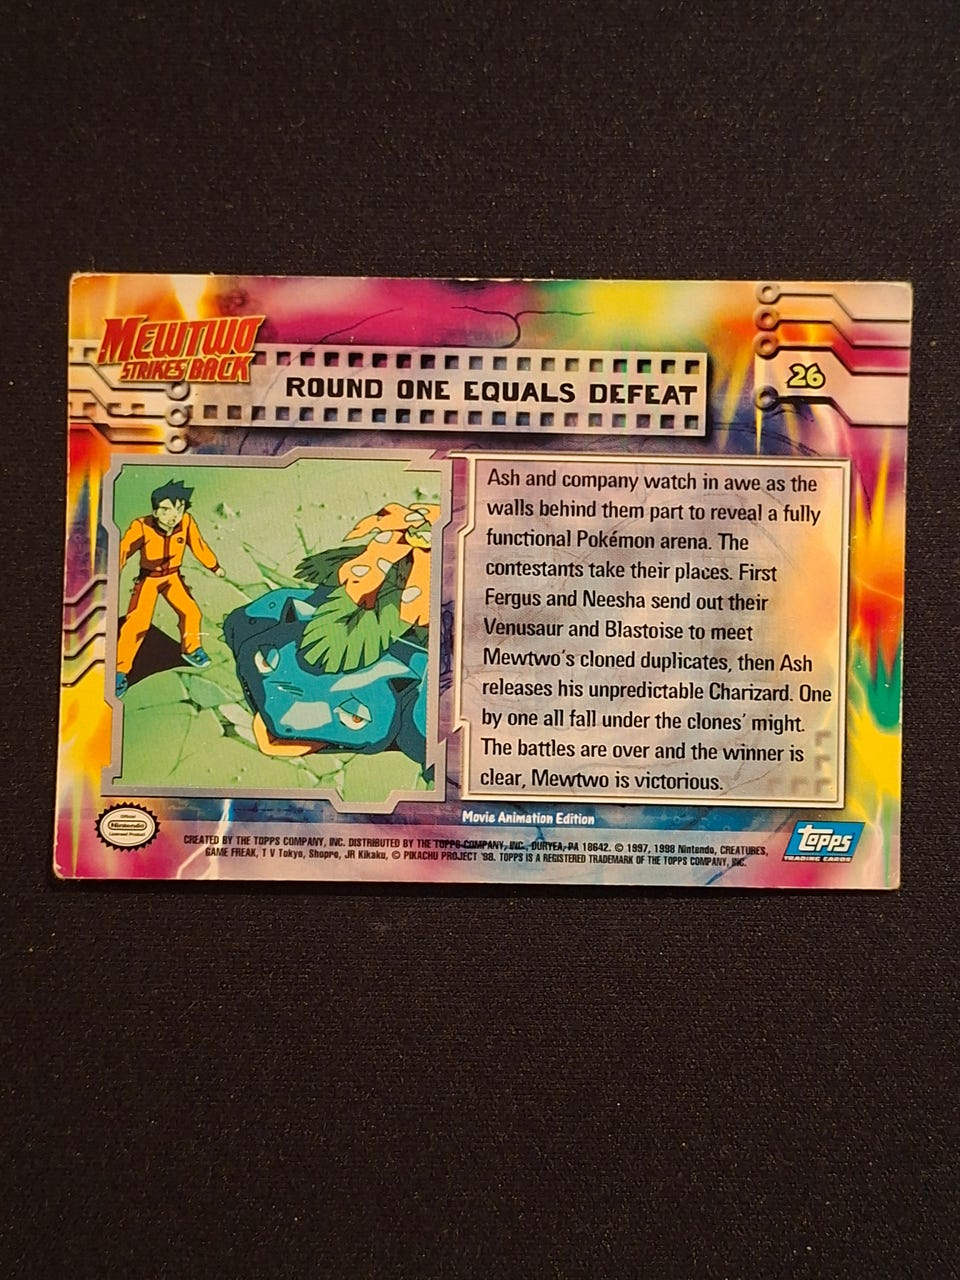 MEWTWO
STRIKES BACK
ROUND ONE EQUALS DEFEAT
26
Ash and company watch in awe as the
walls behind them part to reveal a fully
functional Pokémon arena. The
contestants take their places. First
Fergus and Neesha send out their
Venusaur and Blastoise to meet
Mewtwo's cloned duplicates, then Ash
releases his unpredictable Charizard. One
by one all fall under the clones' might.
The battles are over and the winner is
clear, Mewtwo is victorious.
Movie Animation Edition
Official
Nintendo
Licensed Product
CREATED BY THE TOPPS COMPANY, INC. DISTRIBUTED BY THE TOPPS COMPANY, INC., DURYEA, PA 18642. © 1997, 1998 Nintendo, CREATURES,
GAME FREAK, T V Tokyo, Shopro, JR Kikaku, © PIKACHU PROJECT '98. TOPPS IS A REGISTERED TRADEMARK OF THE TOPPS COMPANY, INC.
topps
TRADING CARDS